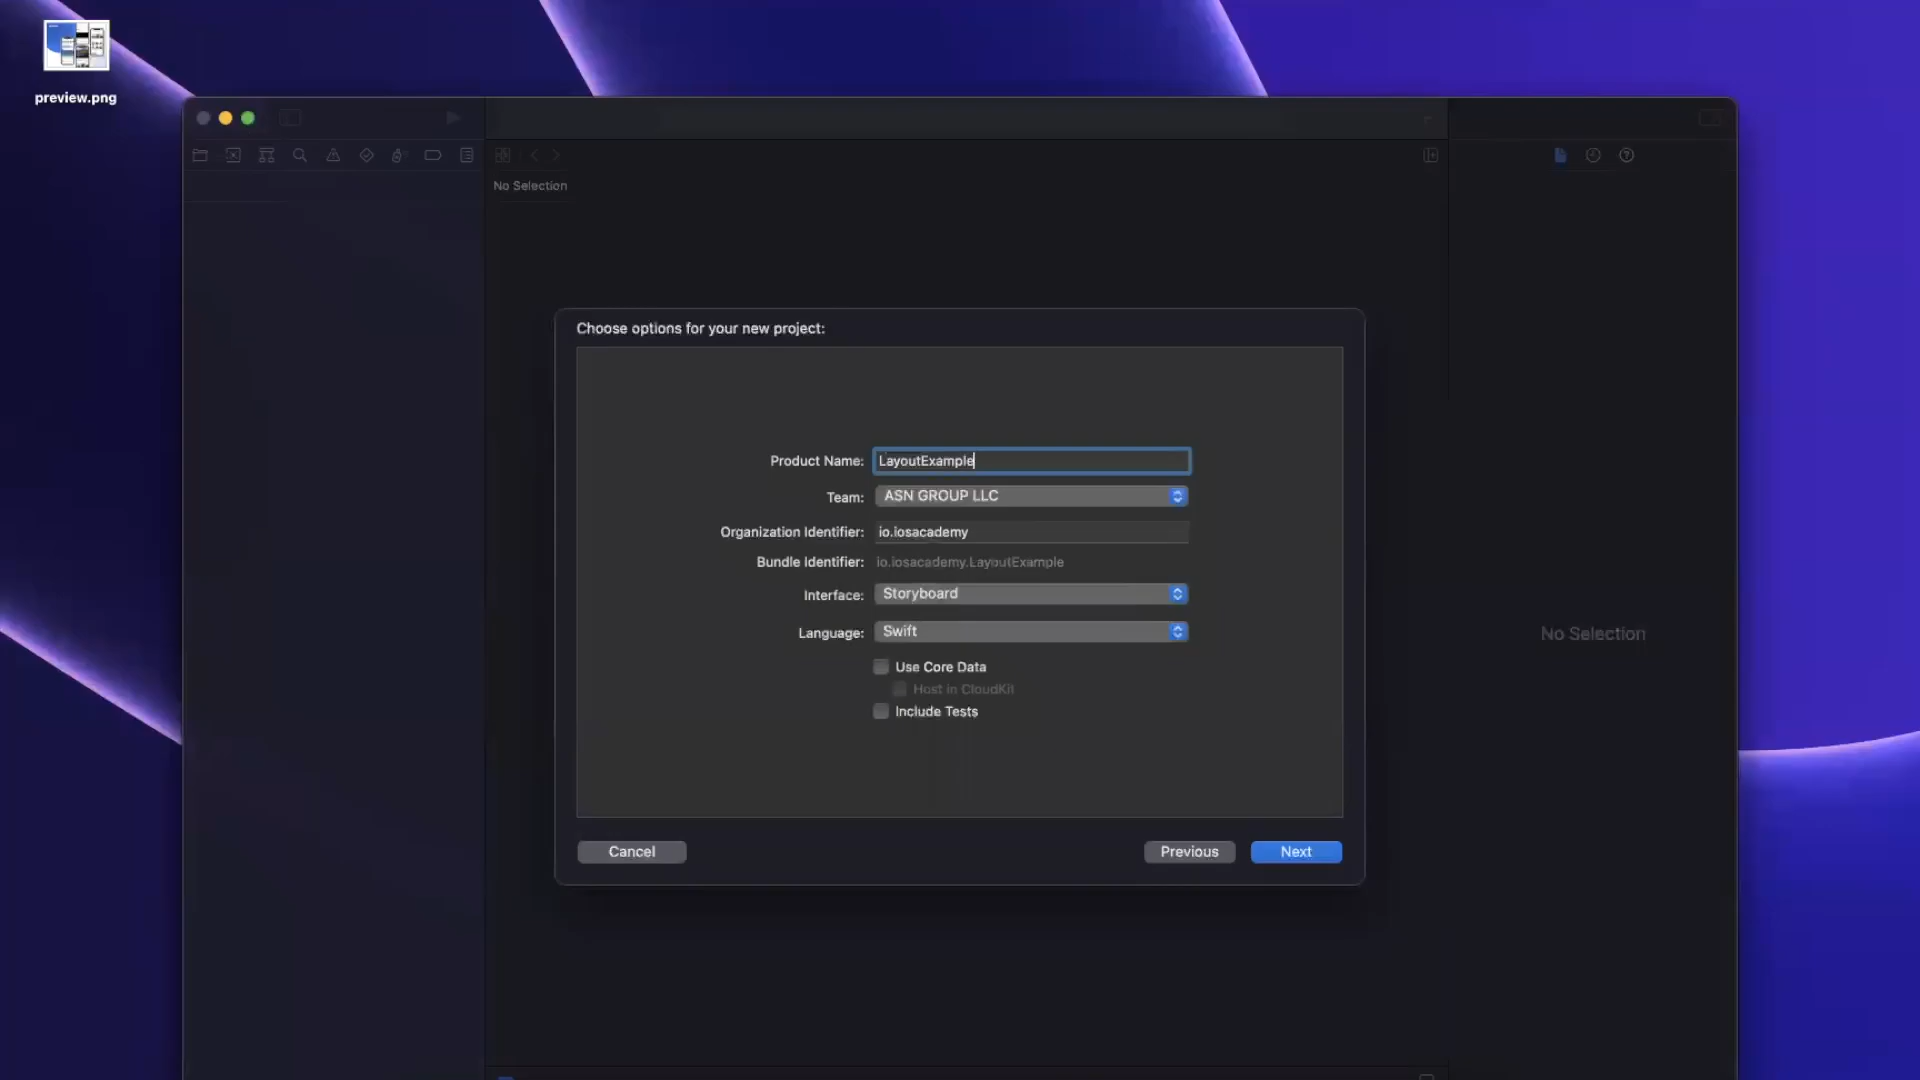 preview.png
No Selection
Choose options for your new project:
Product Name: LayoutExample
Team: ASN GROUP LLC
Organization Identifier: io.iosacademy
Bundle Identifier: io.iosacademy.LayoutExample
Interface: Storyboard
Language: Swift
Use Core Data
Host in CloudKit
Include Tests
No Selection
Cancel
Previous
Next